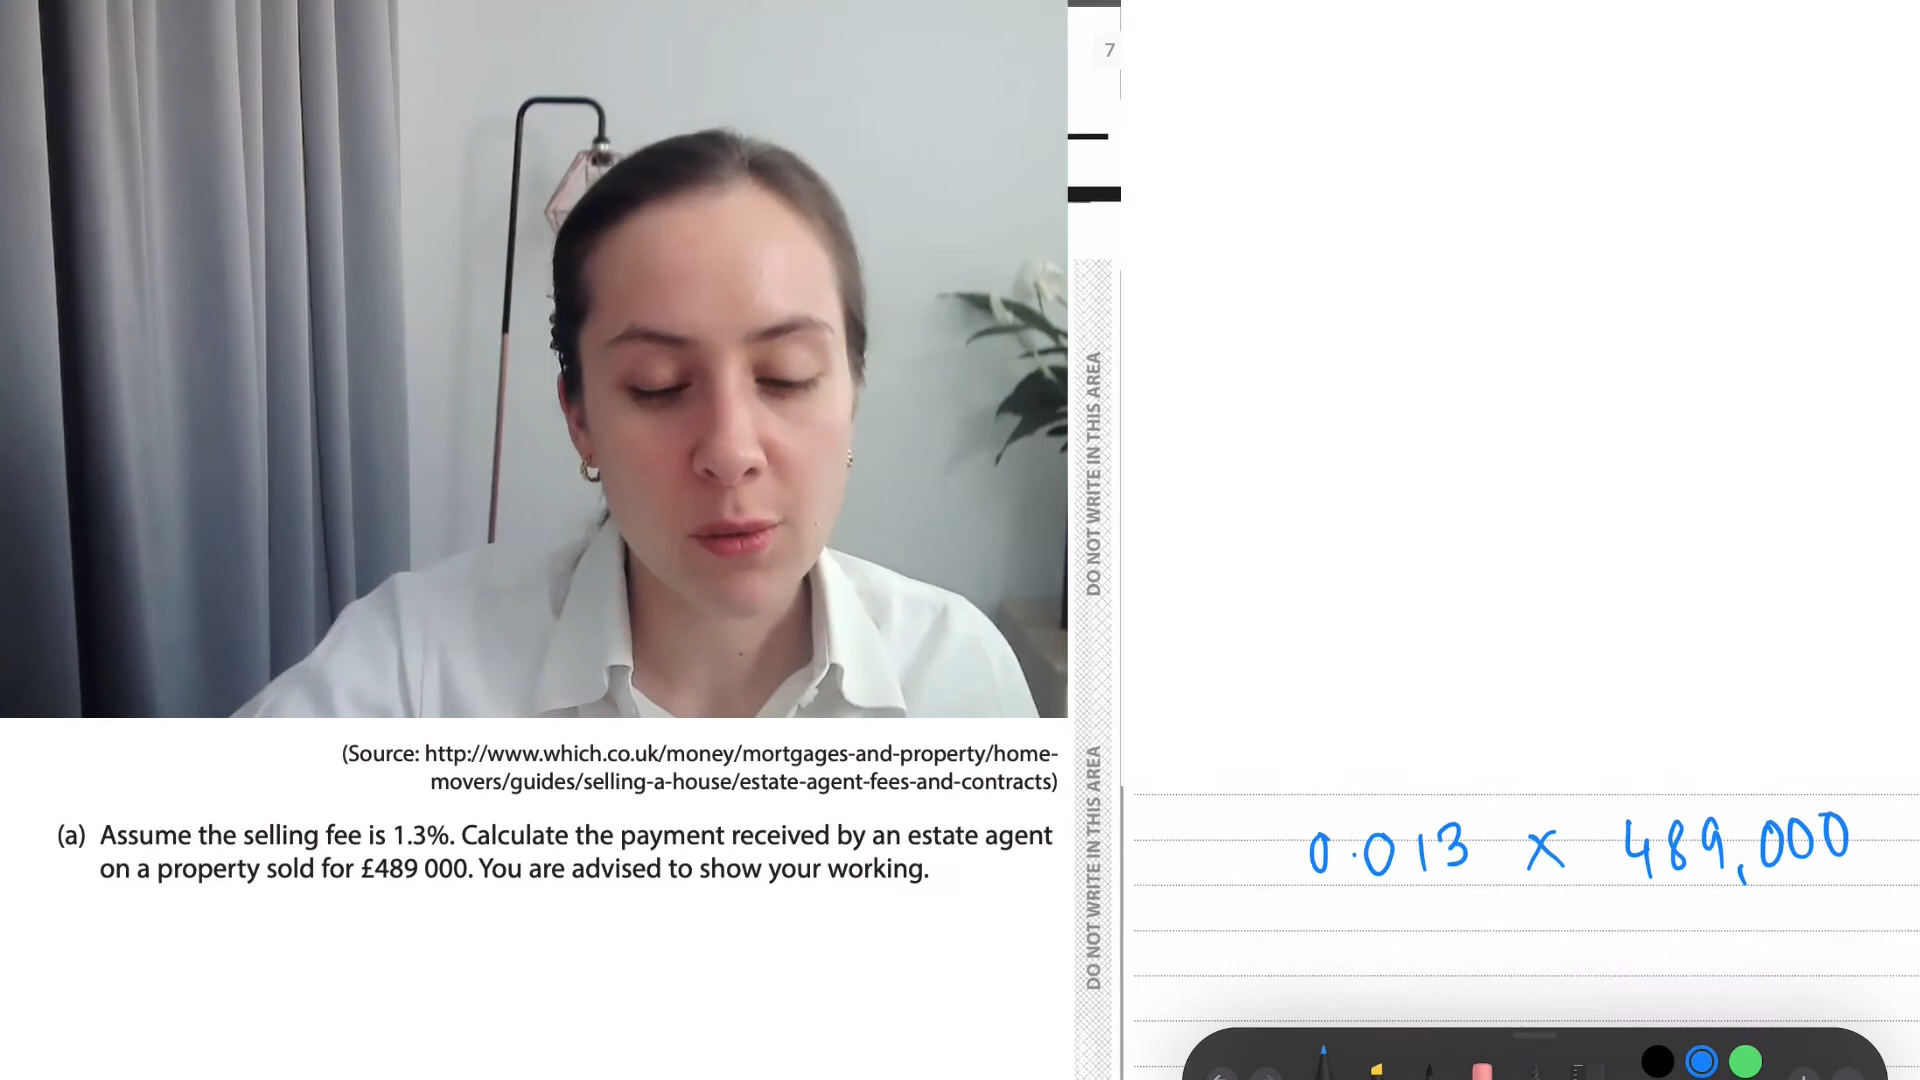 7
DO NOT WRITE IN THIS AREA
DO NOT WRITE IN THIS AREA
(Source: http://www.which.co.uk/money/mortgages-and-property/home-
movers/guides/selling-a-house/estate-agent-fees-and-contracts)
(a) Assume the selling fee is 1.3%. Calculate the payment received by an estate agent
on a property sold for £489 000. You are advised to show your working.
0.013 × 489,000